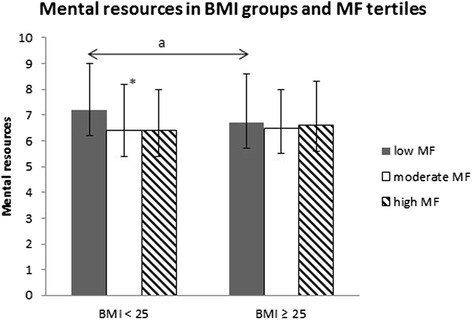 Mental resources in BMI groups and MF tertiles
10
9
8
7
6
5
4
3
2
1
0
Mental resources
a
*
low MF
moderate MF
high MF
BMI < 25
BMI ≥ 25